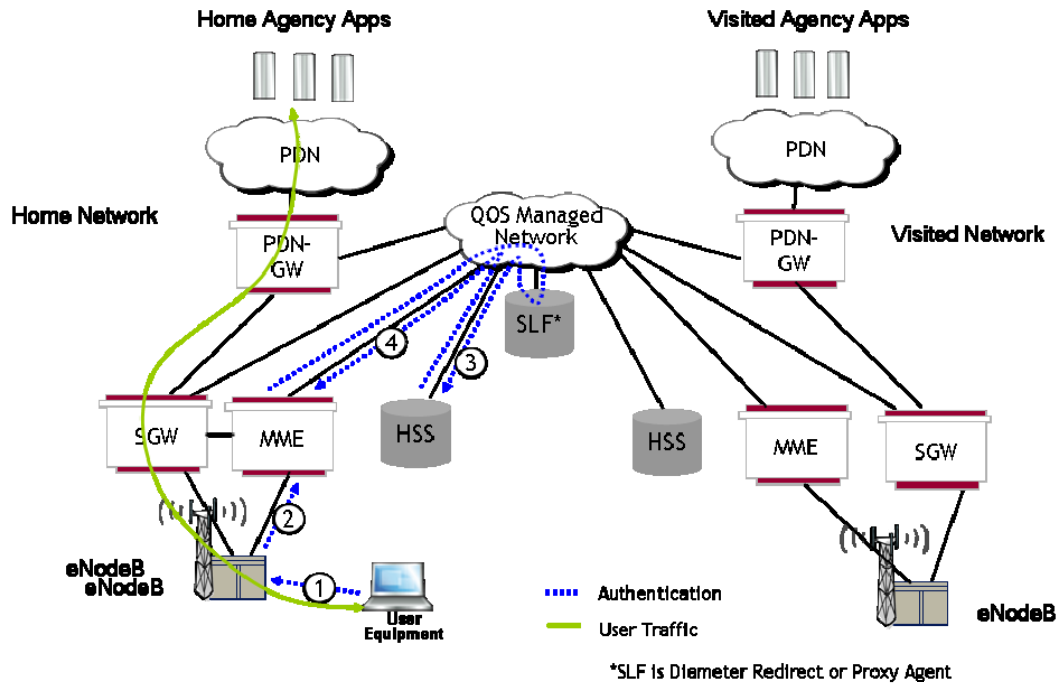 Home Agency Apps
Visited Agency Apps
PDN
PDN
Home Network
QOS Managed
Network
Visited Network
PDN-
GW
PDN-
GW
SLF*
4
3
SGW
MME
HSS
HSS
MME
SGW
2
eNodeB
eNodeB
1
User
Equipment
Authentication
User Traffic
eNodeB
*SLF is Diameter Redirect or Proxy Agent